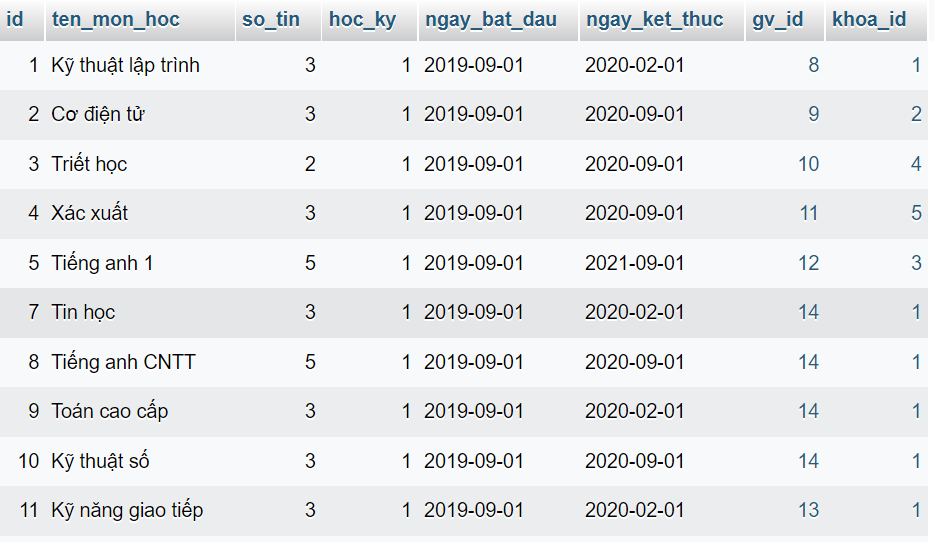 id ten_mon_hoc so_tin hoc_ky ngay_bat_dau ngay_ket_thuc gv_id khoa_id
1 Kỹ thuật lập trình 3 1 2019-09-01 2020-02-01 8 1
2 Cơ điện tử 3 1 2019-09-01 2020-09-01 9 2
3 Triết học 2 1 2019-09-01 2020-09-01 10 4
4 Xác xuất 3 1 2019-09-01 2020-09-01 11 5
5 Tiếng anh 1 5 1 2019-09-01 2021-09-01 12 3
7 Tin học 3 1 2019-09-01 2020-02-01 14 1
8 Tiếng anh CNTT 5 1 2019-09-01 2020-09-01 14 1
9 Toán cao cấp 3 1 2019-09-01 2020-02-01 14 1
10 Kỹ thuật số 3 1 2019-09-01 2020-09-01 14 1
11 Kỹ năng giao tiếp 3 1 2019-09-01 2020-02-01 13 1